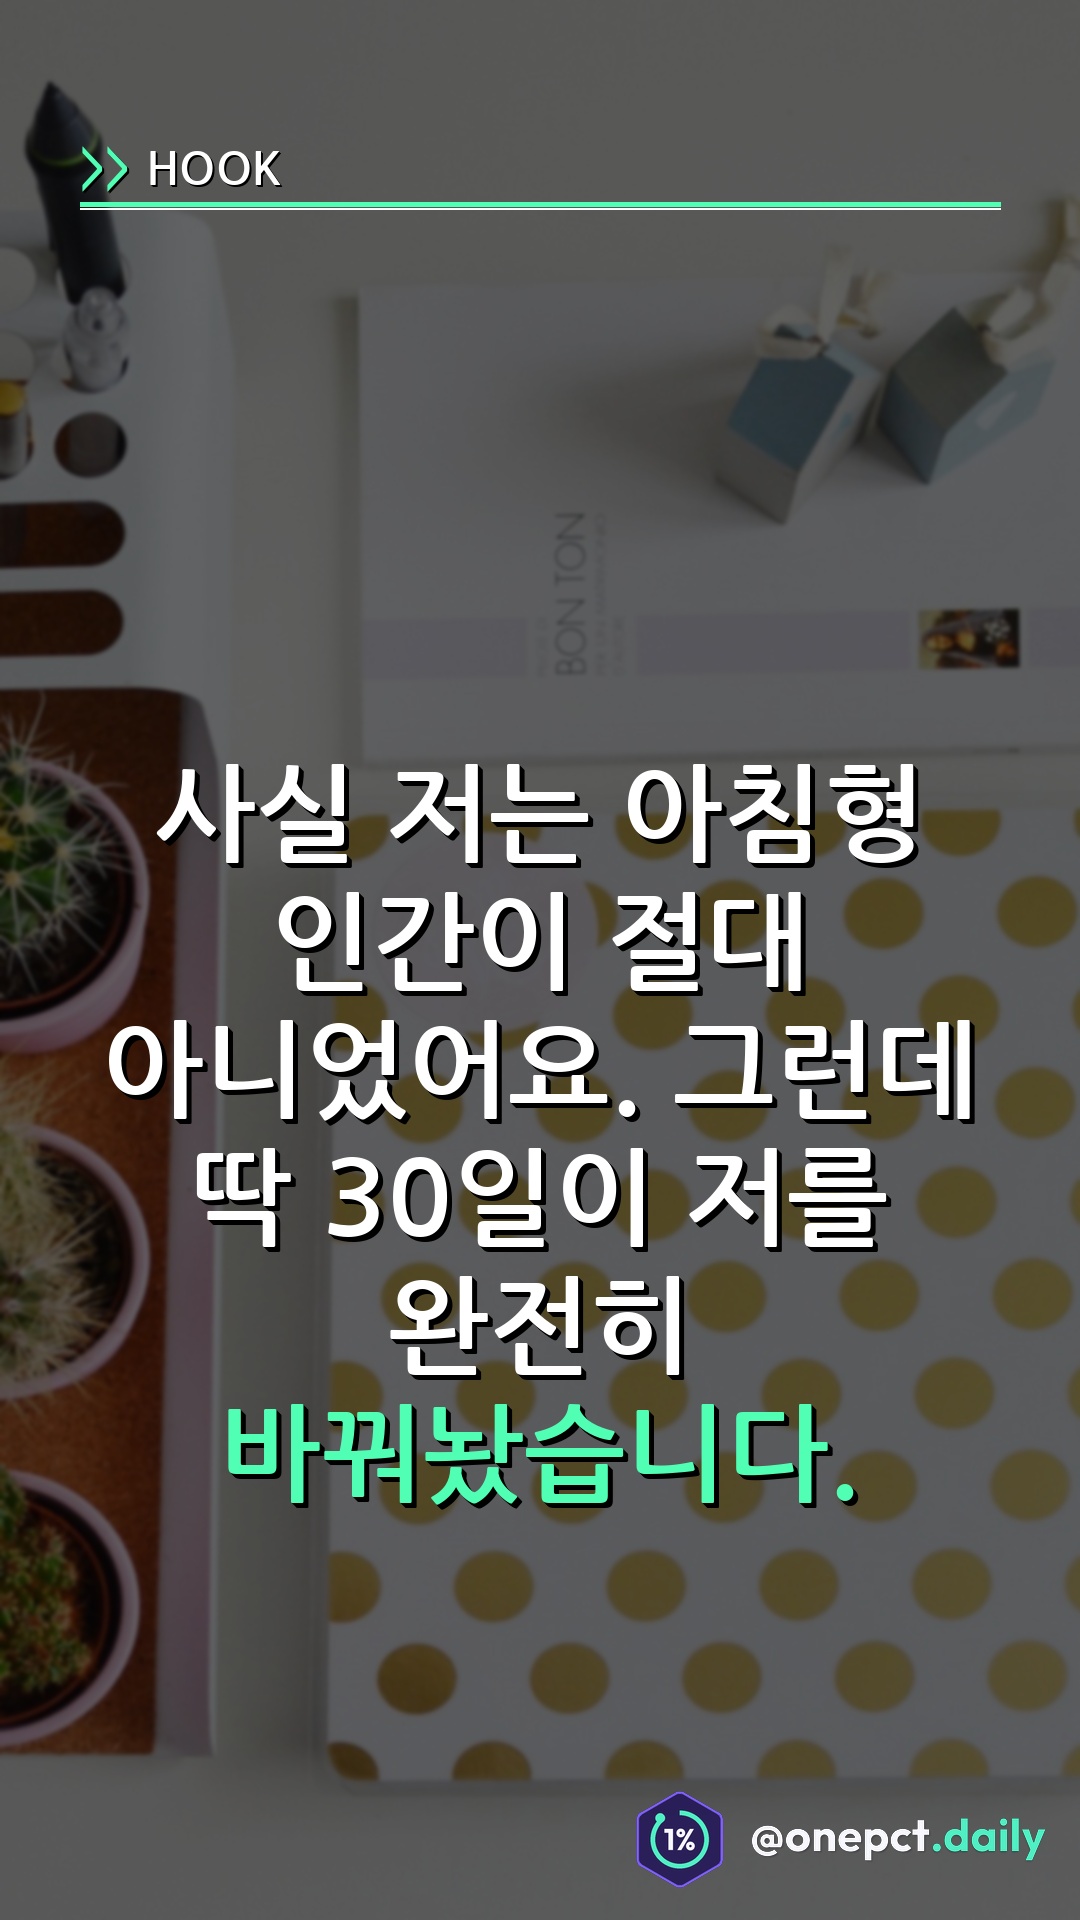 HOOK
BON TON
사실 저는 아침형
인간이 절대
아니었어요. 그런데
딱 30일이 저를
완전히
바꿔놨습니다.
1% @onepct.daily